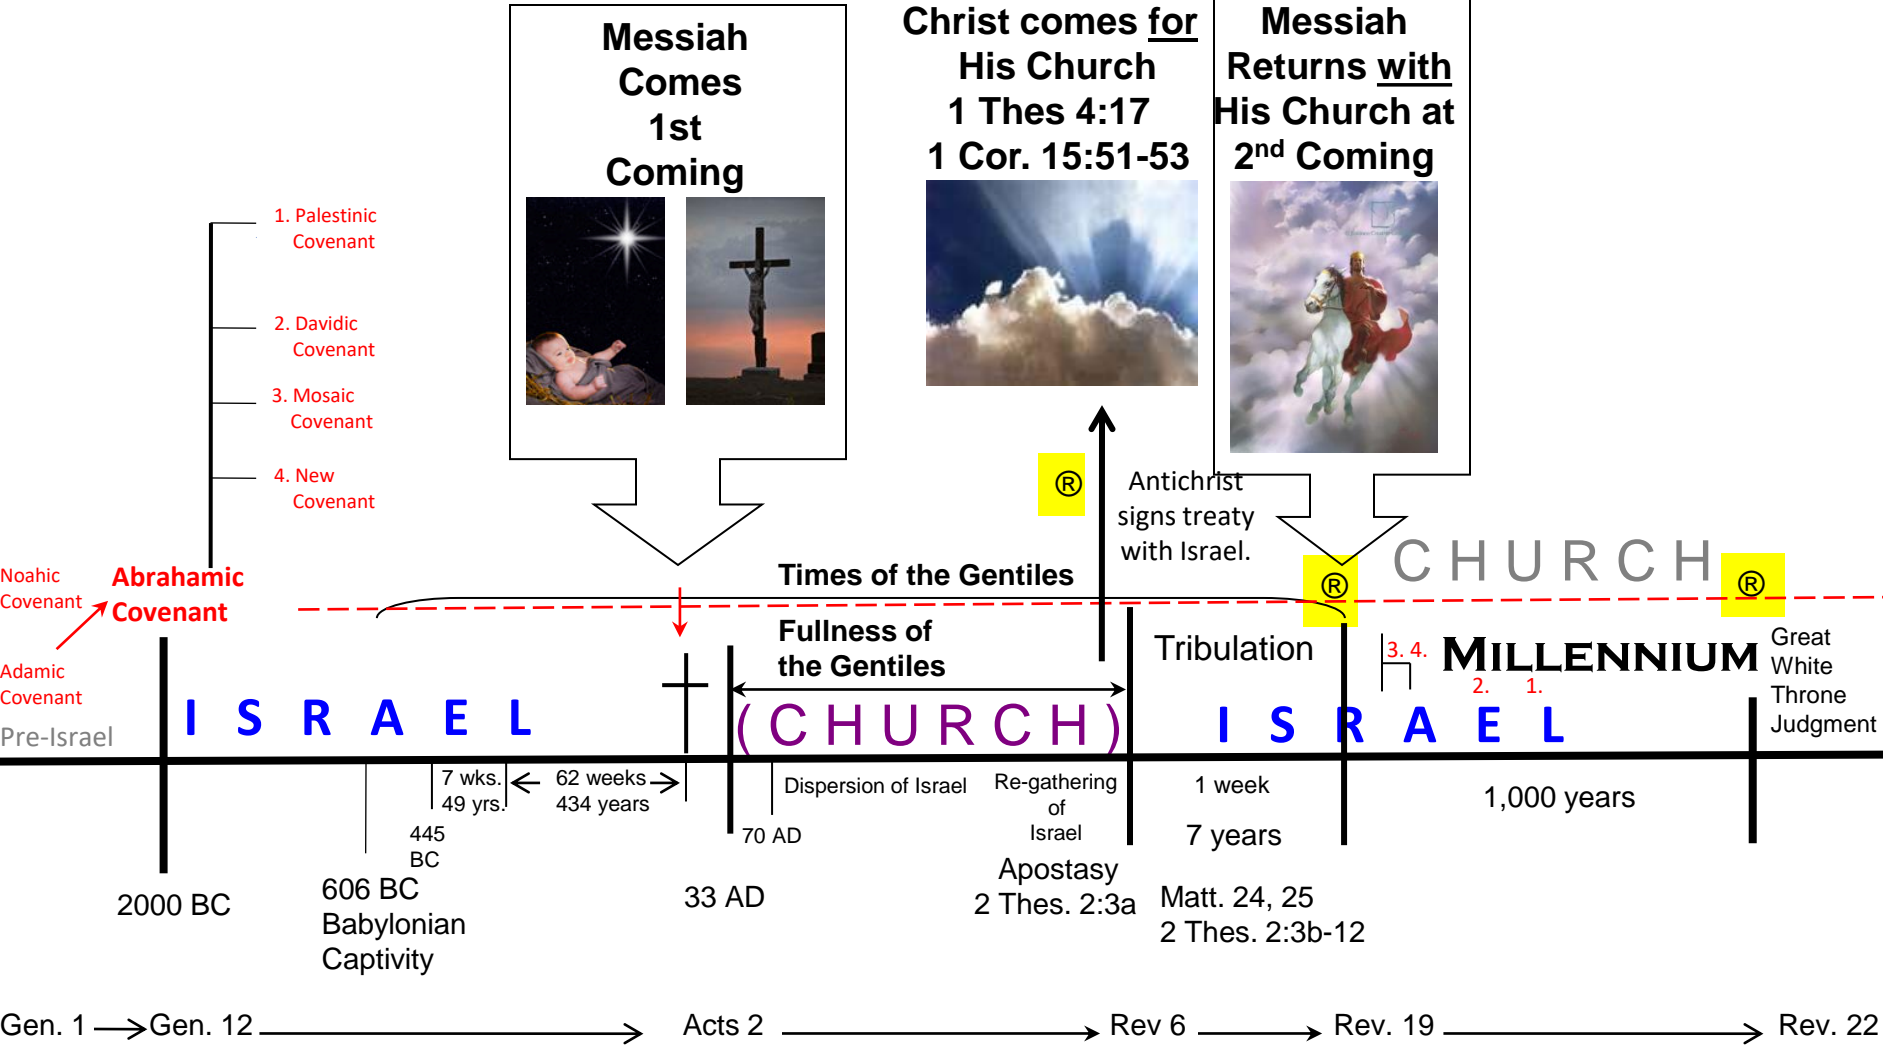 Messiah
Comes
1st
Coming
Christ comes for
His Church
1 Thes 4:17
1 Cor. 15:51-53
Messiah
Returns with
His Church at
2nd Coming
1. Palestinic
Covenant
2. Davidic
Covenant
3. Mosaic
Covenant
4. New
Covenant
®
Antichrist
signs treaty
with Israel.
Noahic
Covenant
Abrahamic
Covenant
Adamic
Covenant
Pre-Israel
Times of the Gentiles
Fullness of
the Gentiles
®
CHURCH
®
Tribulation
3. 4.
MILLENNIUM
2. 1.
Great
White
Throne
Judgment
ISRAEL
(CHURCH)
ISRAEL
7 wks.
49 yrs.
62 weeks
434 years
445
BC
606 BC
Babylonian
Captivity
2000 BC
33 AD
70 AD
Dispersion of Israel
Re-gathering
of
Israel
Apostasy
2 Thes. 2:3a
1 week
7 years
Matt. 24, 25
2 Thes. 2:3b-12
1,000 years
Gen. 1
Gen. 12
Acts 2
Rev 6
Rev. 19
Rev. 22